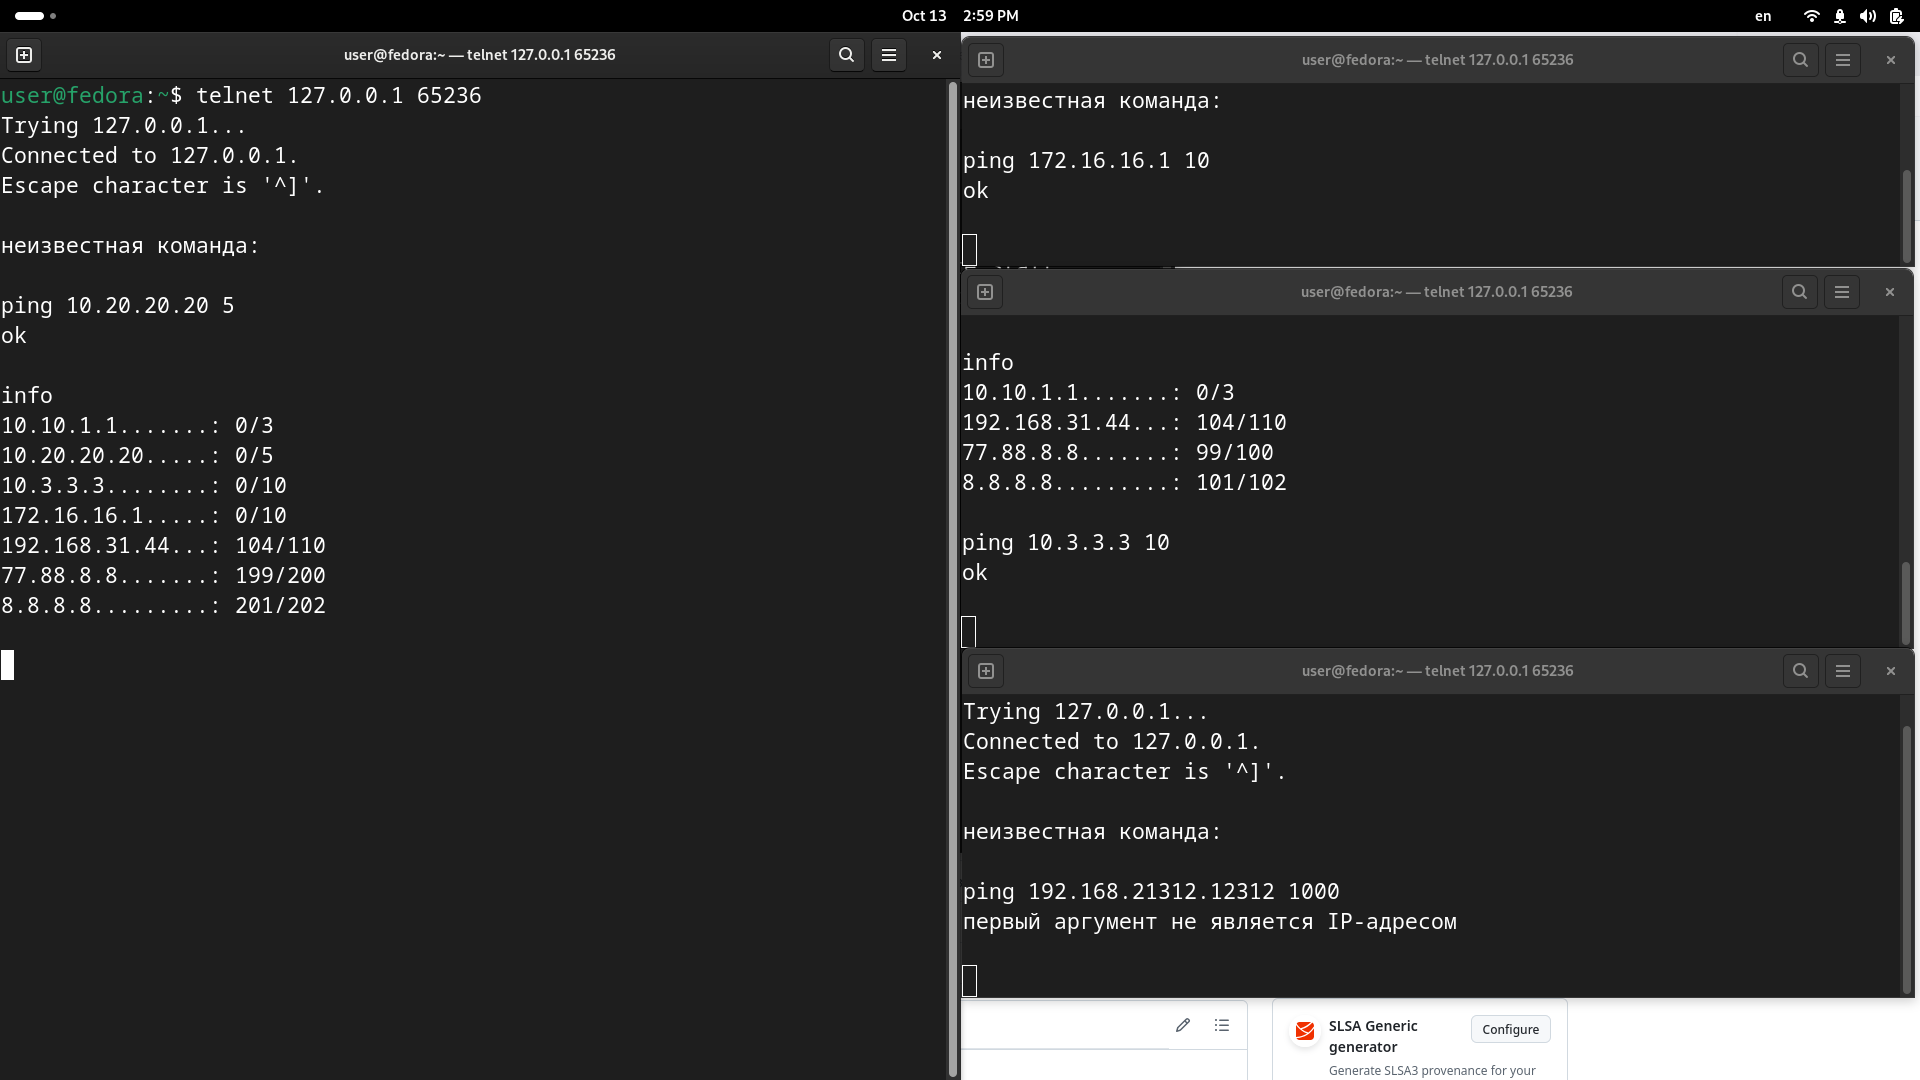 Oct 13 2:59 PM
en
user@fedora:~ — telnet 127.0.0.1 65236
user@fedora:~$ telnet 127.0.0.1 65236
Trying 127.0.0.1...
Connected to 127.0.0.1.
Escape character is '^]'.
неизвестная команда:
ping 10.20.20.20 5
ok
info
10.10.1.1.......: 0/3
10.20.20.20.....: 0/5
10.3.3.3........: 0/10
172.16.16.1.....: 0/10
192.168.31.44...: 104/110
77.88.8.8.......: 199/200
8.8.8.8.........: 201/202
user@fedora:~ — telnet 127.0.0.1 65236
неизвестная команда:
ping 172.16.16.1 10
ok
user@fedora:~ — telnet 127.0.0.1 65236
info
10.10.1.1.......: 0/3
192.168.31.44...: 104/110
77.88.8.8.......: 99/100
8.8.8.8.........: 101/102
ping 10.3.3.3 10
ok
user@fedora:~ — telnet 127.0.0.1 65236
Trying 127.0.0.1...
Connected to 127.0.0.1.
Escape character is '^]'.
неизвестная команда:
ping 192.168.21312.12312 1000
первый аргумент не является IP-адресом
SLSA Generic
generator
Configure
Generate SLSA3 provenance for your